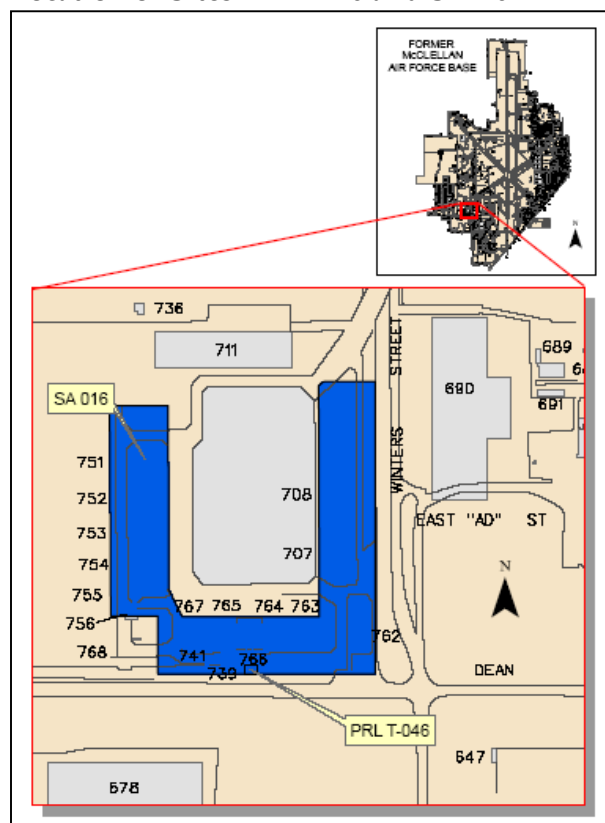 FORMER
McCLELLAN
AIR FORCE BASE
N
736
711
STREET
690
689
691
SA 016
751
752
753
754
755
756
768
708
707
WINTERS
EAST "AD" ST
N
767 765 764 763
762
741
766
739
DEAN
PRL T-046
647
678